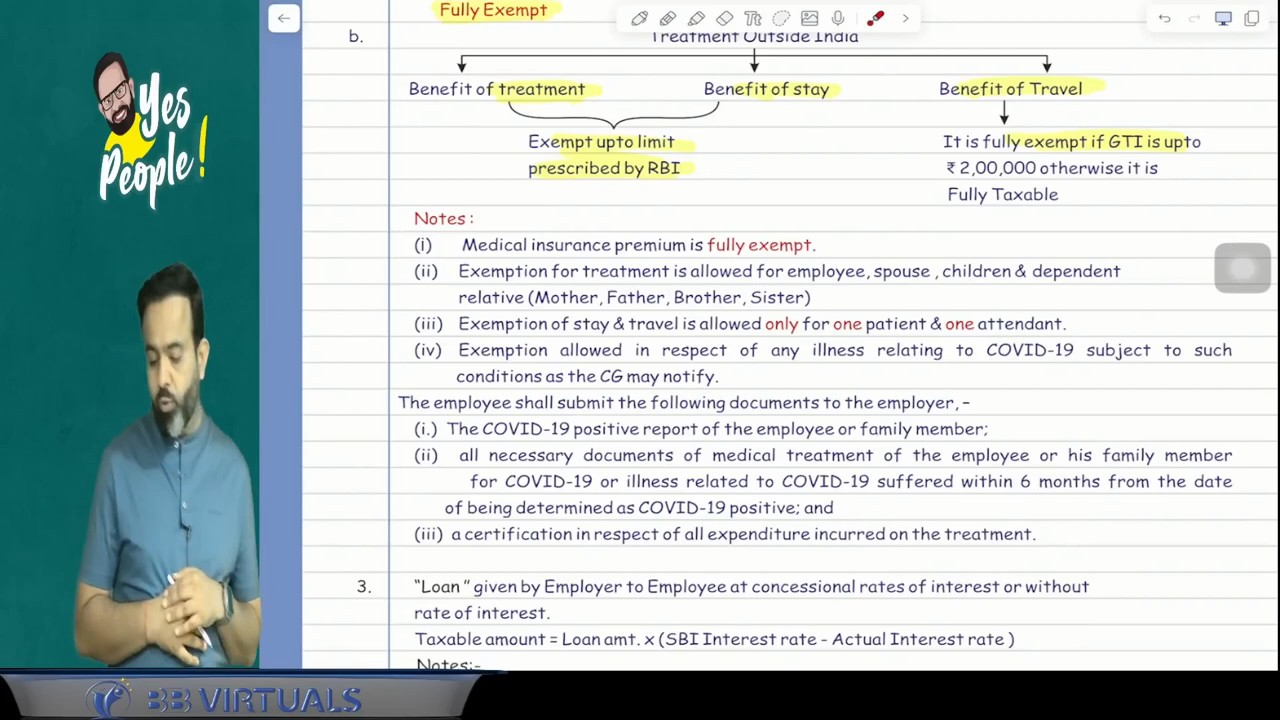 Fully Exempt
b. Treatment Outside India
Benefit of treatment Benefit of stay Benefit of Travel
Exempt upto limit It is fully exempt if GTI is upto
prescribed by RBI ₹ 2,00,000 otherwise it is
Fully Taxable
Notes :
(i) Medical insurance premium is fully exempt.
(ii) Exemption for treatment is allowed for employee, spouse , children & dependent
relative (Mother, Father, Brother, Sister)
(iii) Exemption of stay & travel is allowed only for one patient & one attendant.
(iv) Exemption allowed in respect of any illness relating to COVID-19 subject to such
conditions as the CG may notify.
The employee shall submit the following documents to the employer, –
(i.) The COVID-19 positive report of the employee or family member;
(ii) all necessary documents of medical treatment of the employee or his family member
for COVID-19 or illness related to COVID-19 suffered within 6 months from the date
of being determined as COVID-19 positive; and
(iii) a certification in respect of all expenditure incurred on the treatment.
3. "Loan" given by Employer to Employee at concessional rates of interest or without
rate of interest.
Taxable amount = Loan amt. x (SBI Interest rate - Actual Interest rate )
Notes:-
Yes
People!
Tt
BB VIRTUALS